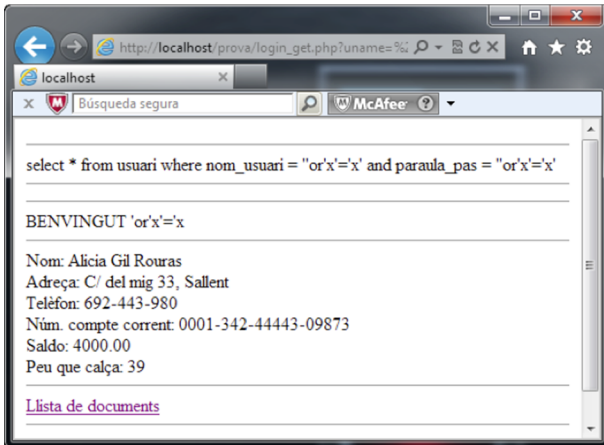 http://localhost/prova/login_get.php?uname=%2
localhost
Búsqueda segura
McAfee
select * from usuari where nom_usuari = ''or'x'='x' and paraula_pas = ''or'x'='x'
BENVINGUT 'or'x'='x
Nom: Alicia Gil Rouras
Adreça: C/ del mig 33, Sallent
Telèfon: 692-443-980
Núm. compte corrent: 0001-342-44443-09873
Saldo: 4000.00
Peu que calça: 39
Llista de documents